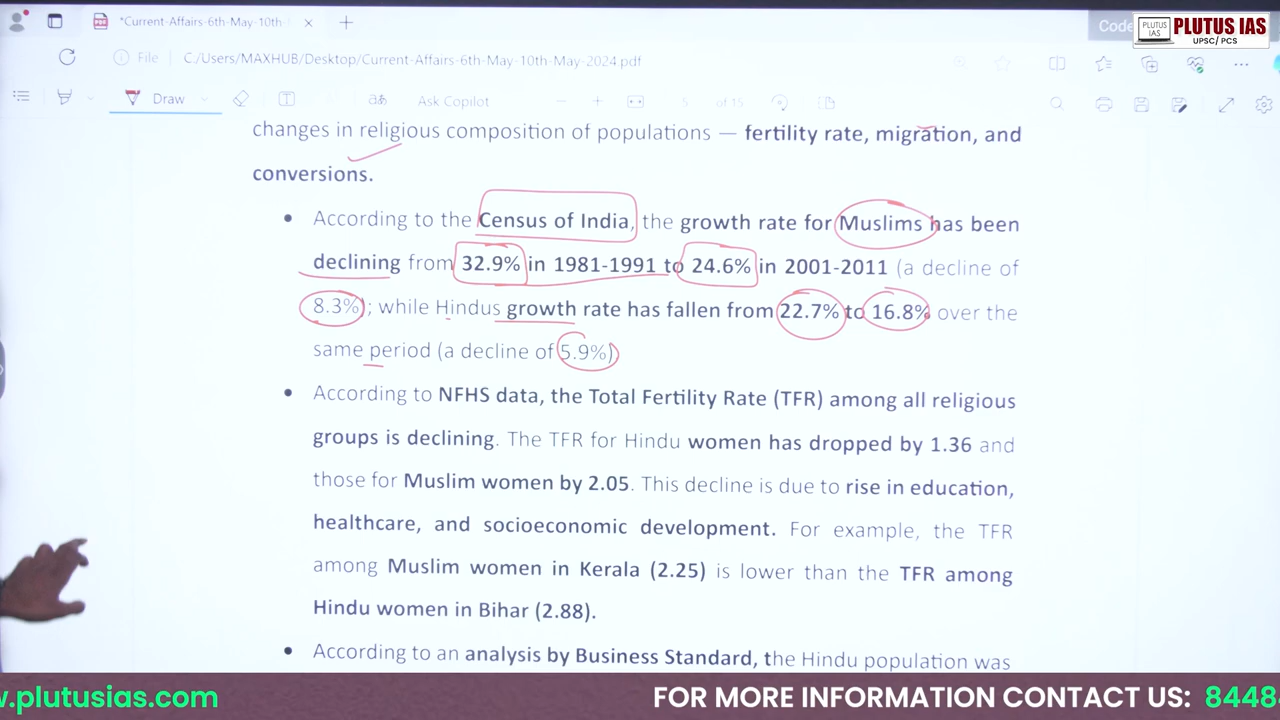 *Current-Affairs-6th-May-10th
Code
PLUTUS IAS
PLUTUS IAS
UPSC/ PCS
File
C:/Users/MAXHUB/Desktop/Current-Affairs-6th-May-10th-May-2024.pdf
Draw
Ask Copilot
5 of 15
changes in religious composition of populations — fertility rate, migration, and
conversions.
• According to the Census of India, the growth rate for Muslims has been
declining from 32.9% in 1981-1991 to 24.6% in 2001-2011 (a decline of
8.3%); while Hindus growth rate has fallen from 22.7% to 16.8% over the
same period (a decline of 5.9%)
• According to NFHS data, the Total Fertility Rate (TFR) among all religious
groups is declining. The TFR for Hindu women has dropped by 1.36 and
those for Muslim women by 2.05. This decline is due to rise in education,
healthcare, and socioeconomic development. For example, the TFR
among Muslim women in Kerala (2.25) is lower than the TFR among
Hindu women in Bihar (2.88).
• According to an analysis by Business Standard, the Hindu population was
w.plutusias.com
FOR MORE INFORMATION CONTACT US: 8448